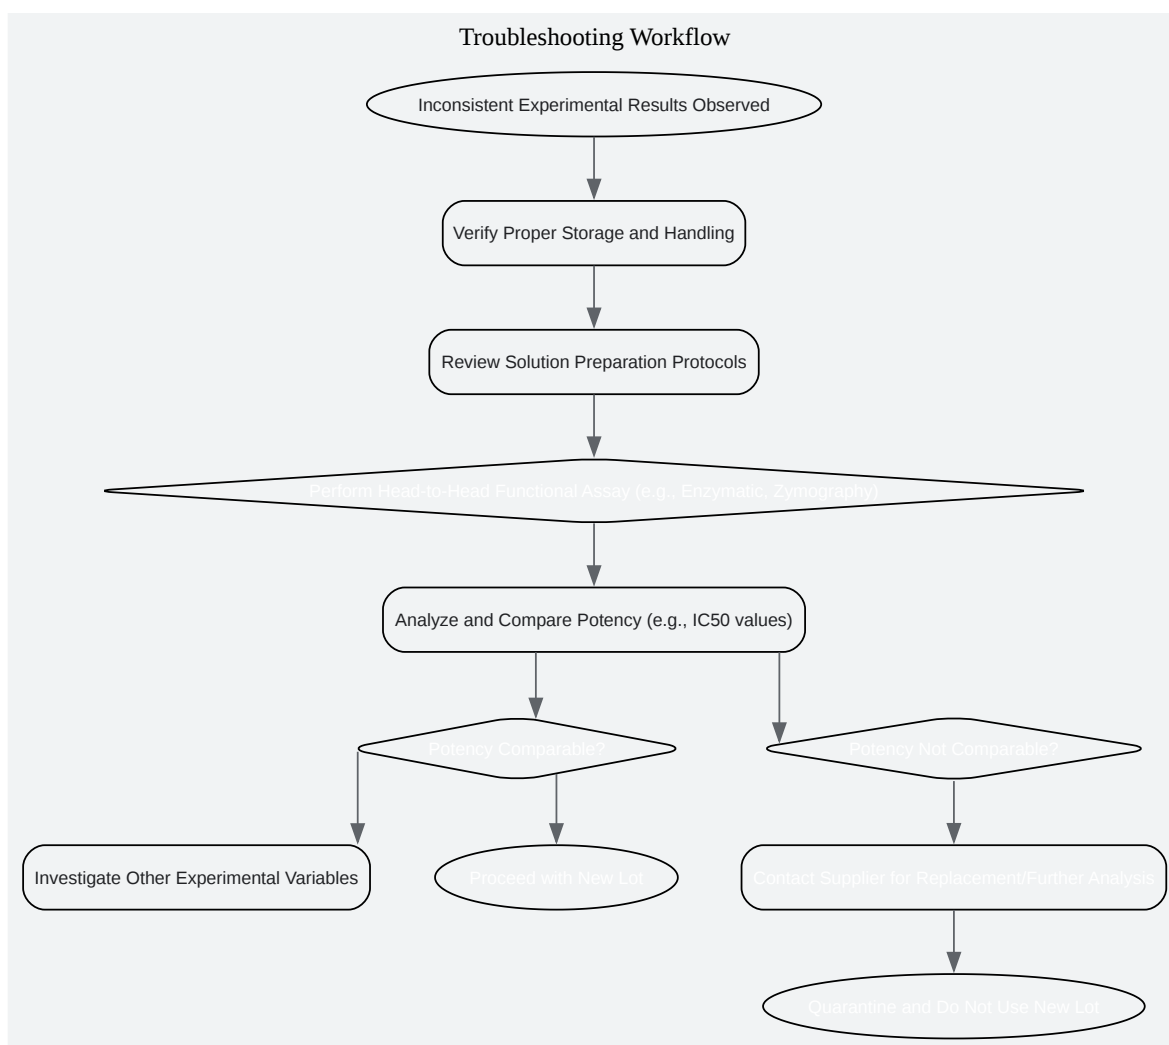 Troubleshooting Workflow
Inconsistent Experimental Results Observed
Verify Proper Storage and Handling
Review Solution Preparation Protocols
Perform Head-to-Head Functional Assay (e.g., Enzymatic, Zymography)
Analyze and Compare Potency (e.g., IC50 values)
Potency Comparable?
Potency Not Comparable?
Investigate Other Experimental Variables
Proceed with New Lot
Contact Supplier for Replacement/Further Analysis
Quarantine and Do Not Use New Lot